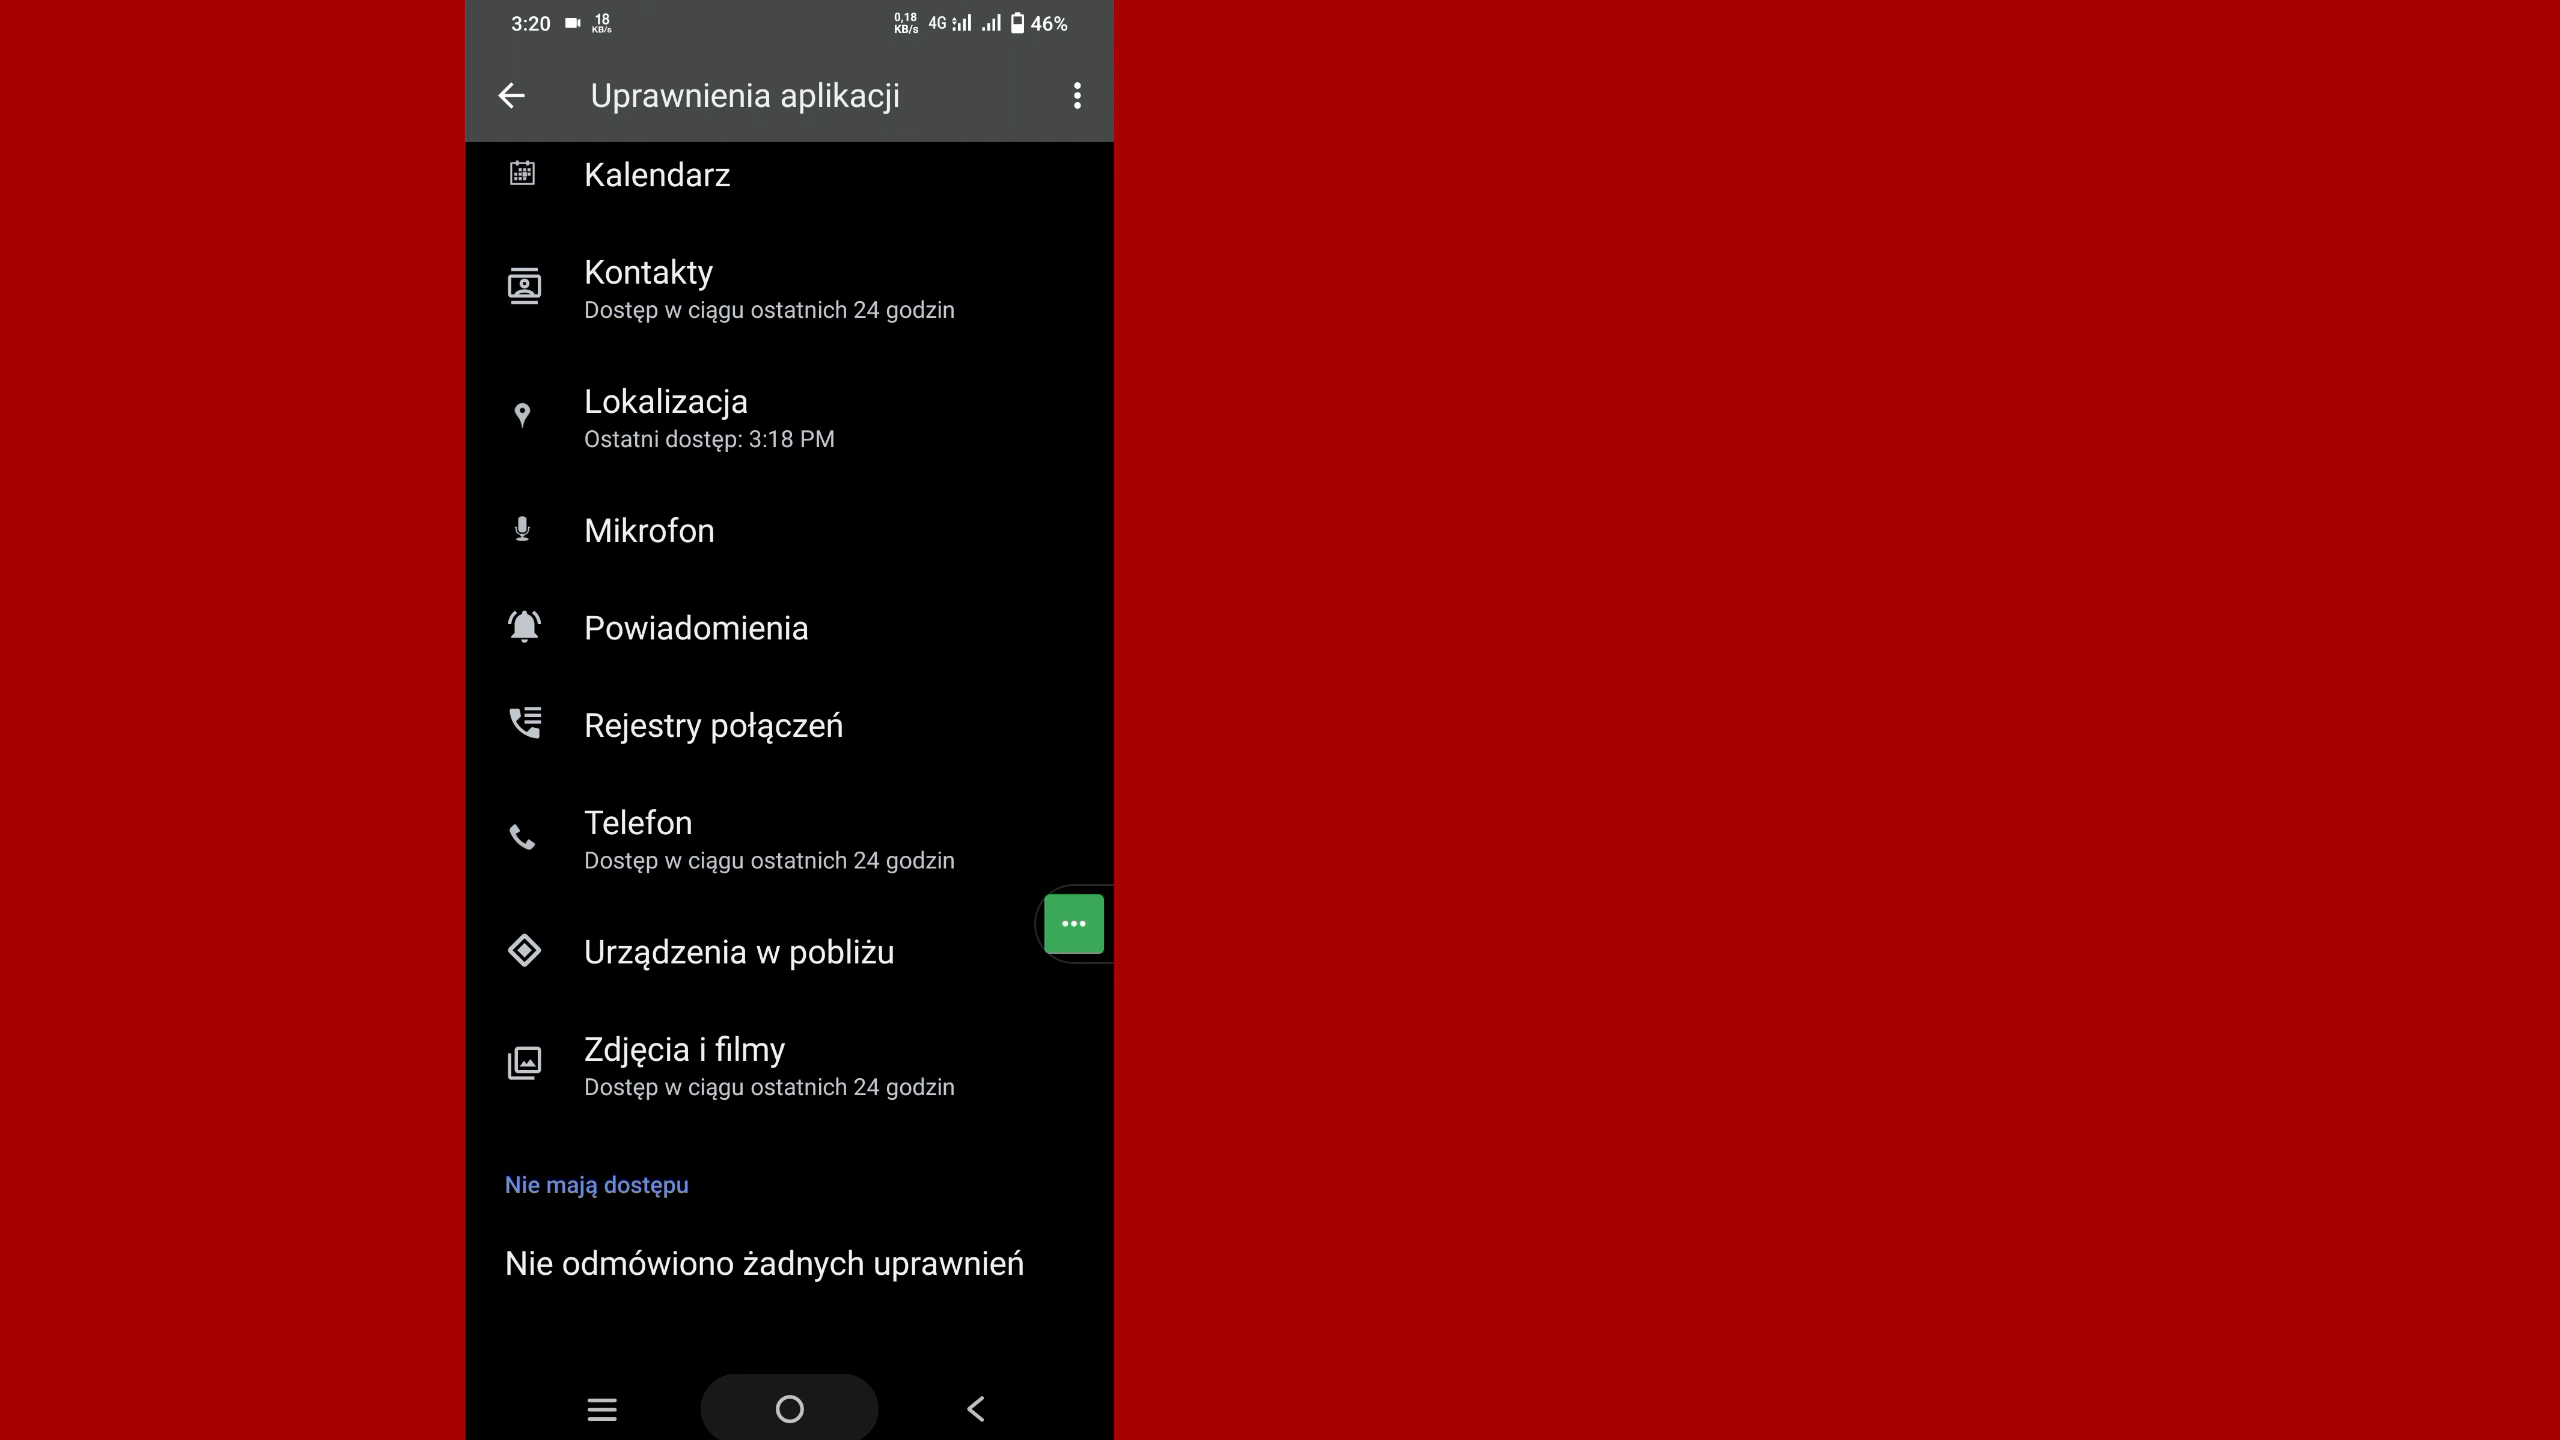 3:20 18 KB/s 0,18 KB/s 4G 46%
Uprawnienia aplikacji
Kalendarz
Kontakty
Dostęp w ciągu ostatnich 24 godzin
Lokalizacja
Ostatni dostęp: 3:18 PM
Mikrofon
Powiadomienia
Rejestry połączeń
Telefon
Dostęp w ciągu ostatnich 24 godzin
Urządzenia w pobliżu
Zdjęcia i filmy
Dostęp w ciągu ostatnich 24 godzin
Nie mają dostępu
Nie odmówiono żadnych uprawnień